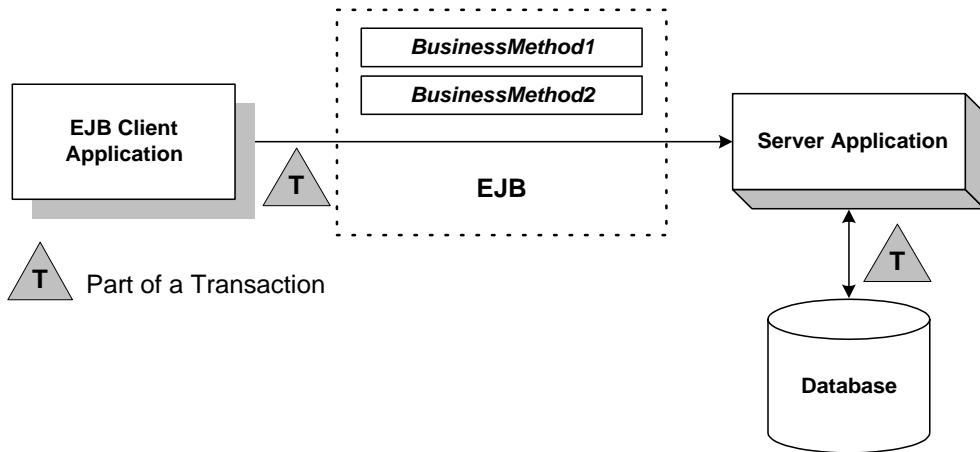 BusinessMethod1
BusinessMethod2
EJB Client
Application
Server Application
T
EJB
T
T Part of a Transaction
Database